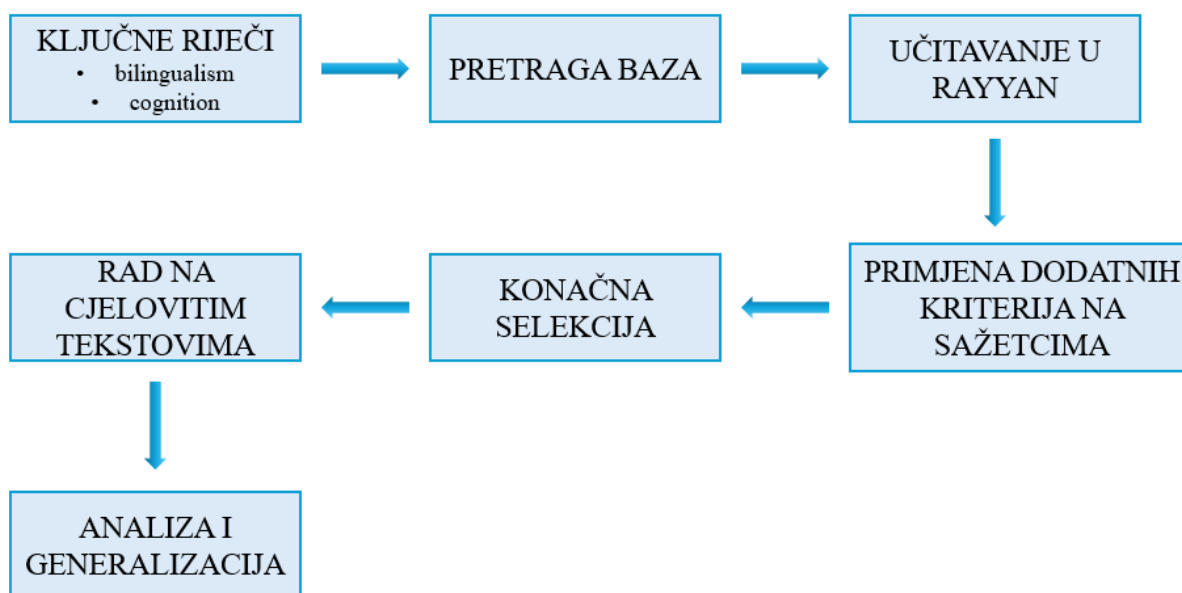 KLJUČNE RIJEČI
• bilingualism
• cognition
PRETRAGA BAZA
UČITAVANJE U
RAYYAN
PRIMJENA DODATNIH
KRITERIJA NA
SAŽETCIMA
KONAČNA
SELEKCIJA
RAD NA
CJELOVITIM
TEKSTOVIMA
ANALIZA I
GENERALIZACIJA